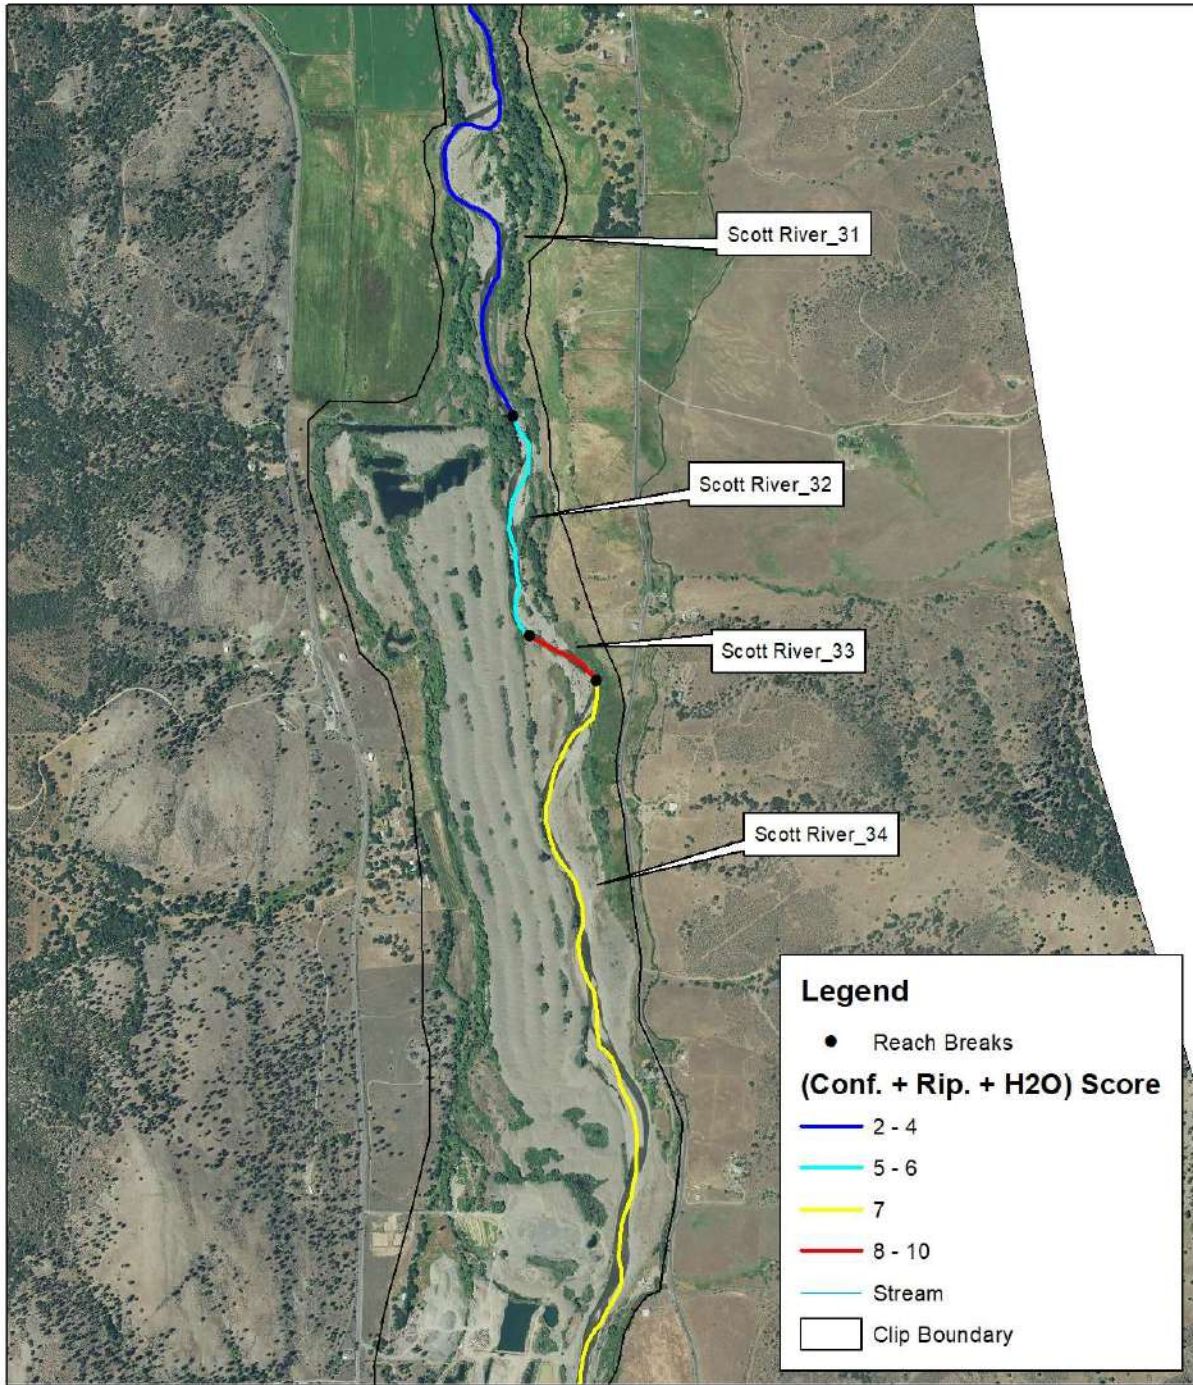 Scott River_31
Scott River_32
Scott River_33
Scott River_34
Legend
Reach Breaks
(Conf. + Rip. + H2O) Score
2 - 4
5 - 6
7
8 - 10
Stream
Clip Boundary